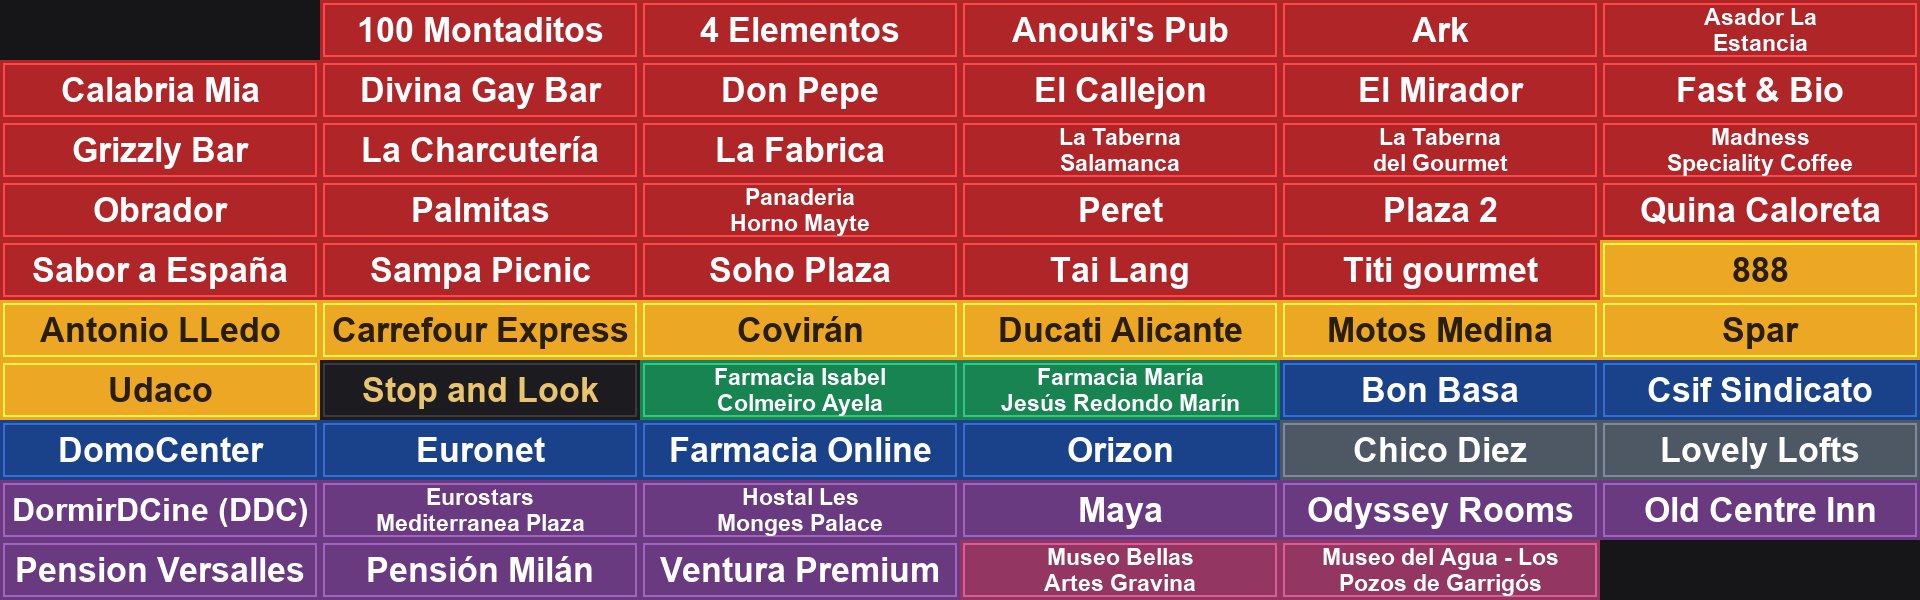 100 Montaditos
4 Elementos
Anouki's Pub
Ark
Asador La
Estancia
Calabria Mia
Divina Gay Bar
Don Pepe
El Callejon
El Mirador
Fast & Bio
Grizzly Bar
La Charcutería
La Fabrica
La Taberna
Salamanca
La Taberna
del Gourmet
Madness
Speciality Coffee
Obrador
Palmitas
Panaderia
Horno Mayte
Peret
Plaza 2
Quina Caloreta
Sabor a España
Sampa Picnic
Soho Plaza
Tai Lang
Titi gourmet
888
Antonio LLedo
Carrefour Express
Covirán
Ducati Alicante
Motos Medina
Spar
Udaco
Stop and Look
Farmacia Isabel
Colmeiro Ayela
Farmacia María
Jesús Redondo Marín
Bon Basa
Csif Sindicato
DomoCenter
Euronet
Farmacia Online
Orizon
Chico Diez
Lovely Lofts
DormirDCine (DDC)
Eurostars
Mediterranea Plaza
Hostal Les
Monges Palace
Maya
Odyssey Rooms
Old Centre Inn
Pension Versalles
Pensión Milán
Ventura Premium
Museo Bellas
Artes Gravina
Museo del Agua - Los
Pozos de Garrigós